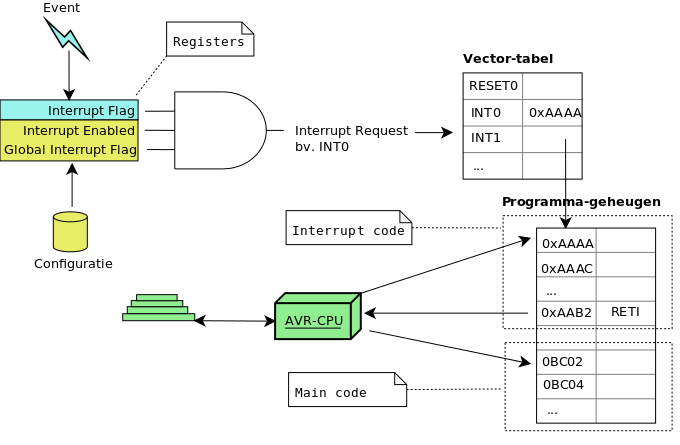 Event
Registers
Interrupt Flag
Interrupt Enabled
Global Interrupt Flag
Configuratie
Interrupt Request
bv. INT0
Vector-tabel
RESET0
INT0 0xAAAA
INT1
...
Programma-geheugen
Interrupt code
0xAAAA
0xAAAC
...
0xAAB2 RETI
AVR-CPU
Main code
0BC02
0BC04
...